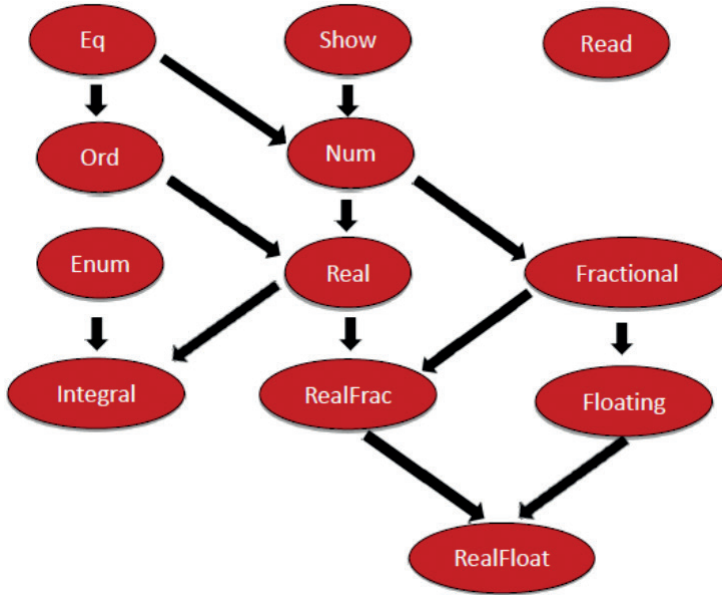 Eq
Show
Read
Ord
Num
Enum
Real
Fractional
Integral
RealFrac
Floating
RealFloat